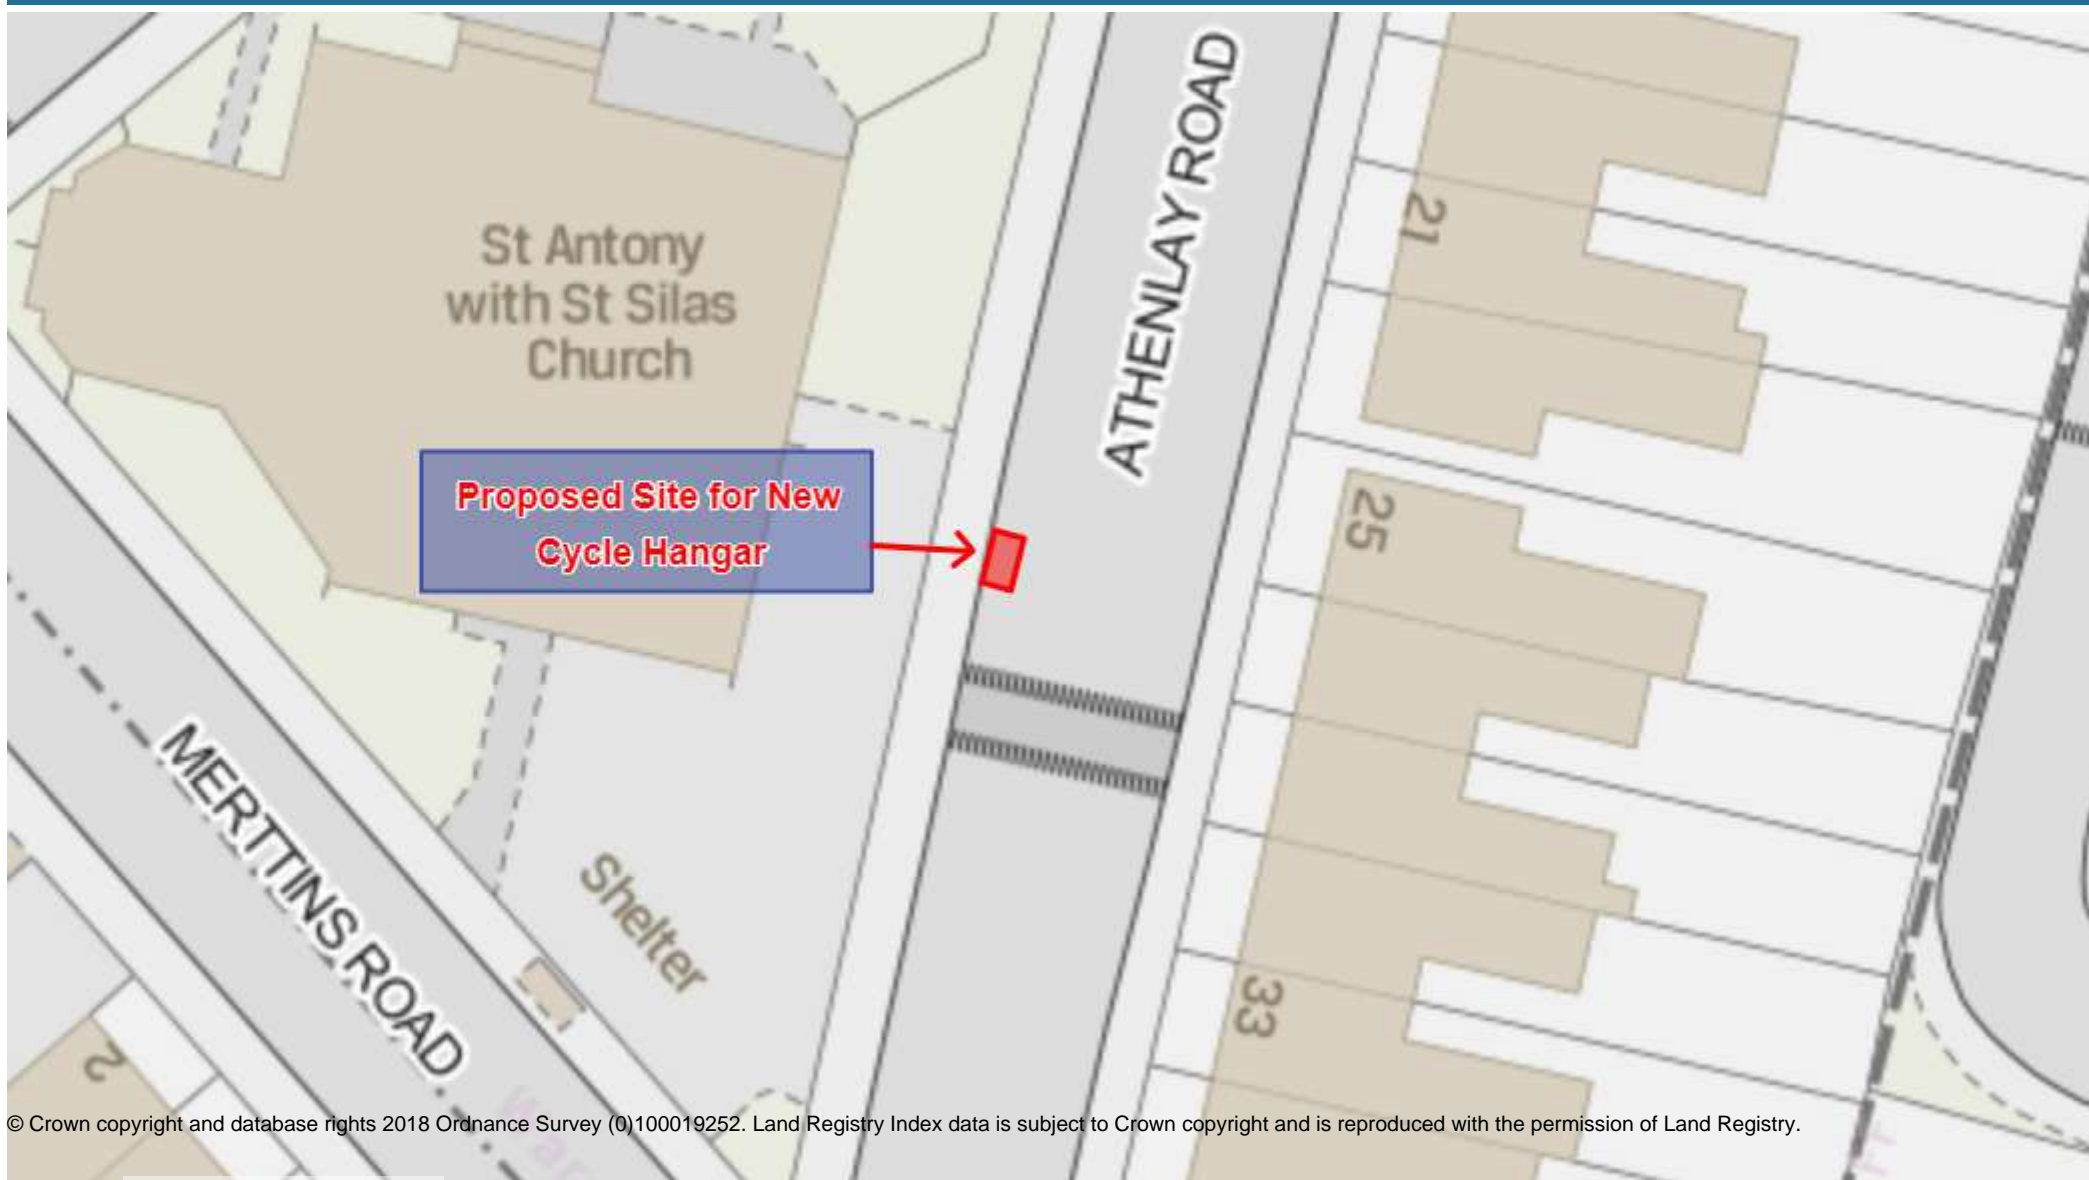 ATHENLAY ROAD
21
St Antony
with St Silas
Church
Proposed Site for New
Cycle Hangar
25
MERTTINS ROAD
Shelter
33
2
© Crown copyright and database rights 2018 Ordnance Survey (0)100019252. Land Registry Index data is subject to Crown copyright and is reproduced with the permission of Land Registry.